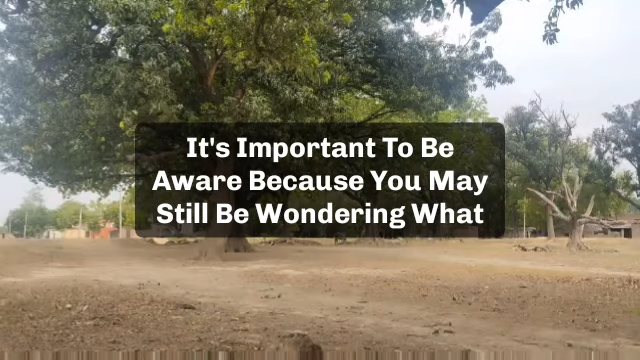 It's Important To Be
Aware Because You May
Still Be Wondering What